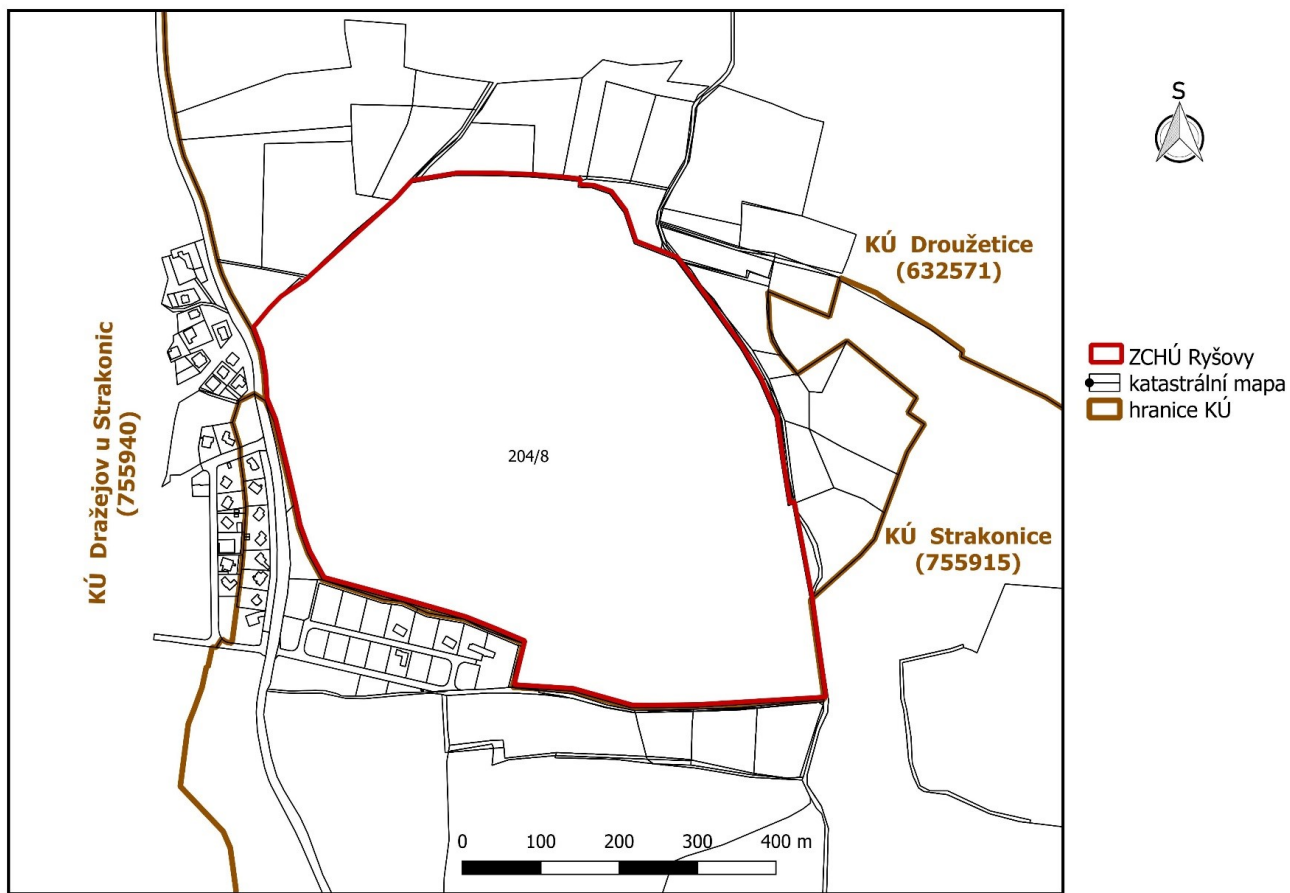 S
KÚ Droužetice
(632571)
ZCHÚ Ryšovy
katastrální mapa
hranice KÚ
KÚ Dražejov u Strakonic
(755940)
204/8
KÚ Strakonice
(755915)
0 100 200 300 400 m